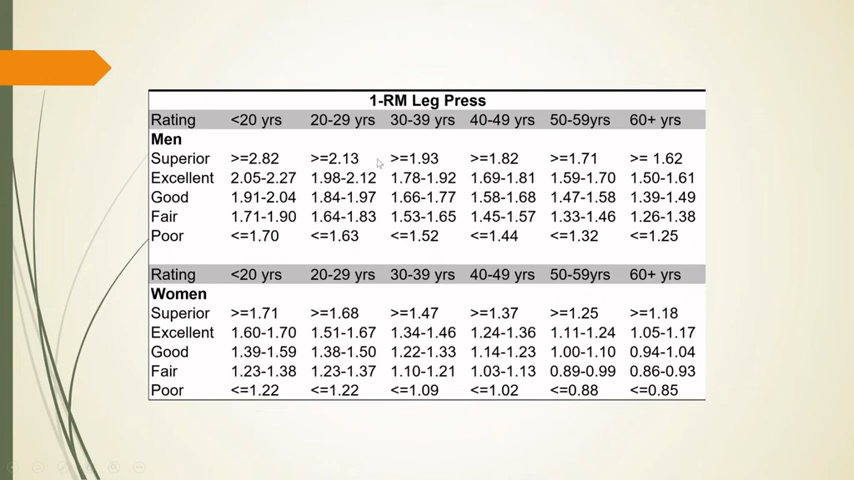 1-RM Leg Press
Rating <20 yrs 20-29 yrs 30-39 yrs 40-49 yrs 50-59yrs 60+ yrs
Men
Superior >=2.82 >=2.13 >=1.93 >=1.82 >=1.71 >= 1.62
Excellent 2.05-2.27 1.98-2.12 1.78-1.92 1.69-1.81 1.59-1.70 1.50-1.61
Good 1.91-2.04 1.84-1.97 1.66-1.77 1.58-1.68 1.47-1.58 1.39-1.49
Fair 1.71-1.90 1.64-1.83 1.53-1.65 1.45-1.57 1.33-1.46 1.26-1.38
Poor <=1.70 <=1.63 <=1.52 <=1.44 <=1.32 <=1.25
Rating <20 yrs 20-29 yrs 30-39 yrs 40-49 yrs 50-59yrs 60+ yrs
Women
Superior >=1.71 >=1.68 >=1.47 >=1.37 >=1.25 >=1.18
Excellent 1.60-1.70 1.51-1.67 1.34-1.46 1.24-1.36 1.11-1.24 1.05-1.17
Good 1.39-1.59 1.38-1.50 1.22-1.33 1.14-1.23 1.00-1.10 0.94-1.04
Fair 1.23-1.38 1.23-1.37 1.10-1.21 1.03-1.13 0.89-0.99 0.86-0.93
Poor <=1.22 <=1.22 <=1.09 <=1.02 <=0.88 <=0.85